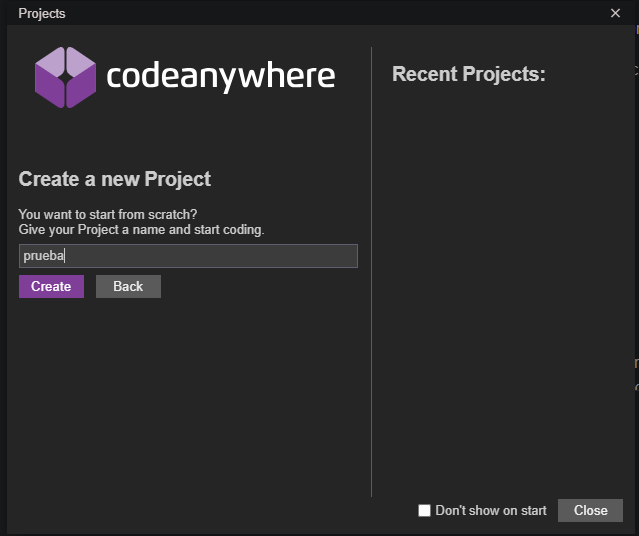 Projects
codeanywhere
Recent Projects:
Create a new Project
You want to start from scratch?
Give your Project a name and start coding.
prueba
Create
Back
Don't show on start
Close